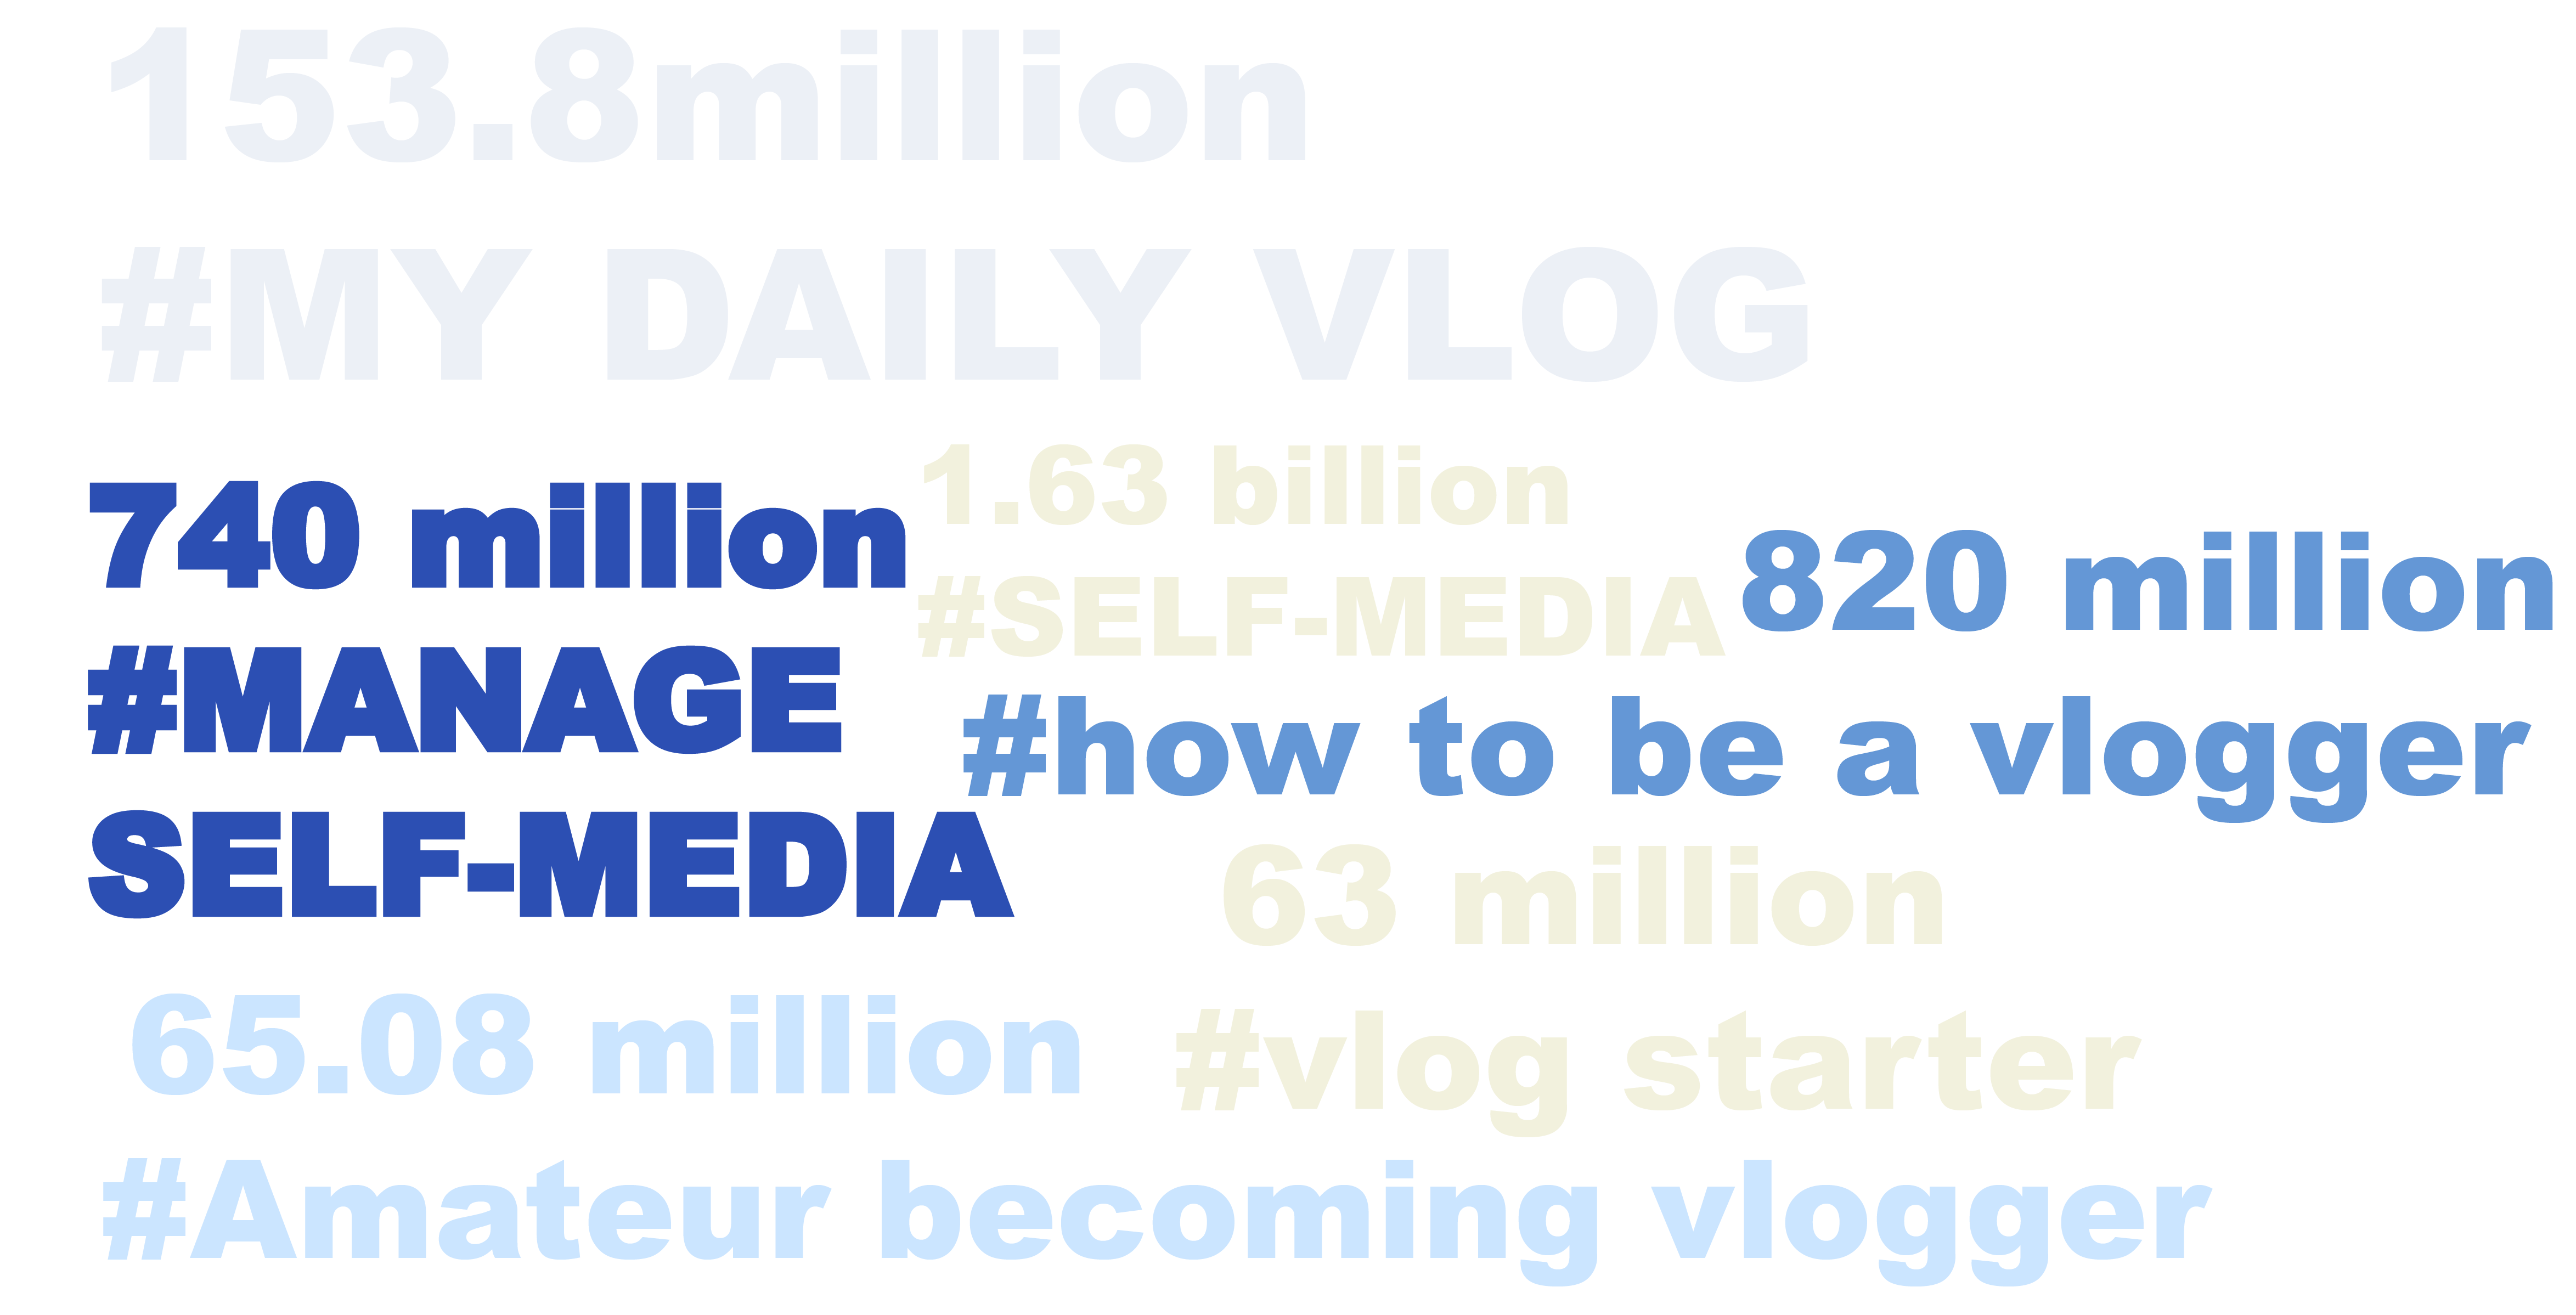 153.8million
#MY DAILY VLOG
740 million
#MANAGE
SELF-MEDIA
1.63 billion
#SELF-MEDIA
820 million
#how to be a vlogger
63 million
#vlog starter
65.08 million
#Amateur becoming vlogger